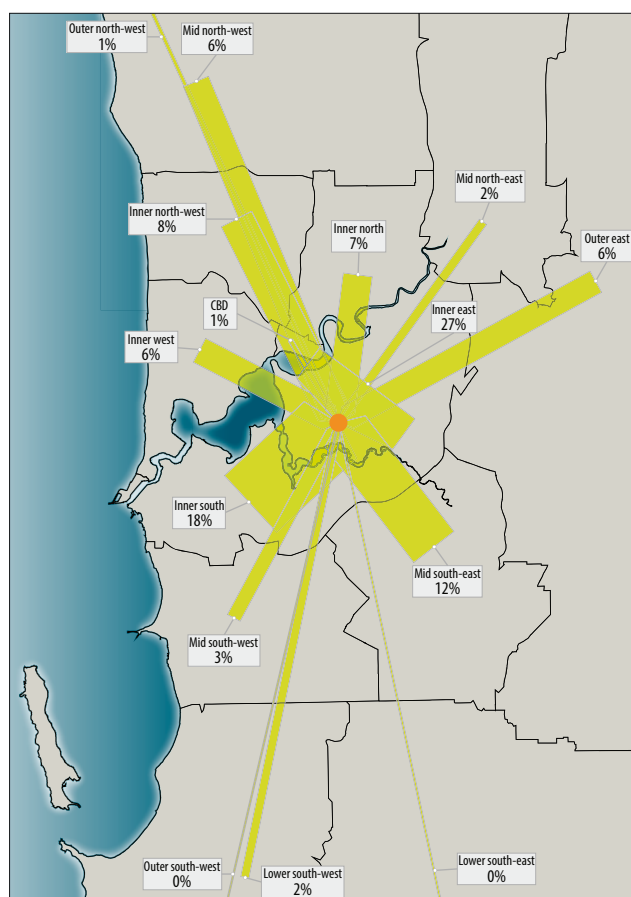 Outer north-west
1%
Mid north-west
6%
Mid north-east
2%
Inner north-west
8%
Inner north
7%
Outer east
6%
CBD
1%
Inner east
27%
Inner west
6%
Inner south
18%
Mid south-east
12%
Mid south-west
3%
Outer south-west
0%
Lower south-west
2%
Lower south-east
0%